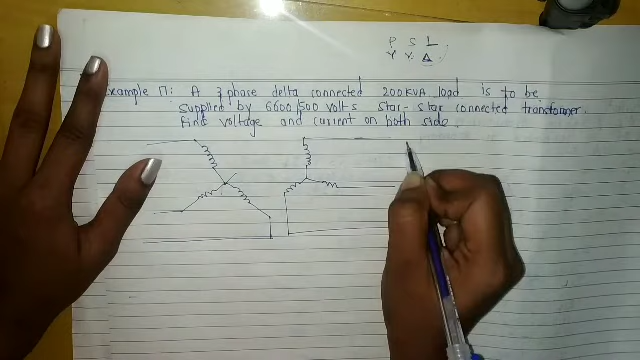 P S L
Y Y Δ
Example 17: A 3 phase delta connected 200KVA load is to be
supplied by 6600/500 volts star-star connected transformer.
Find voltage and current on both side.